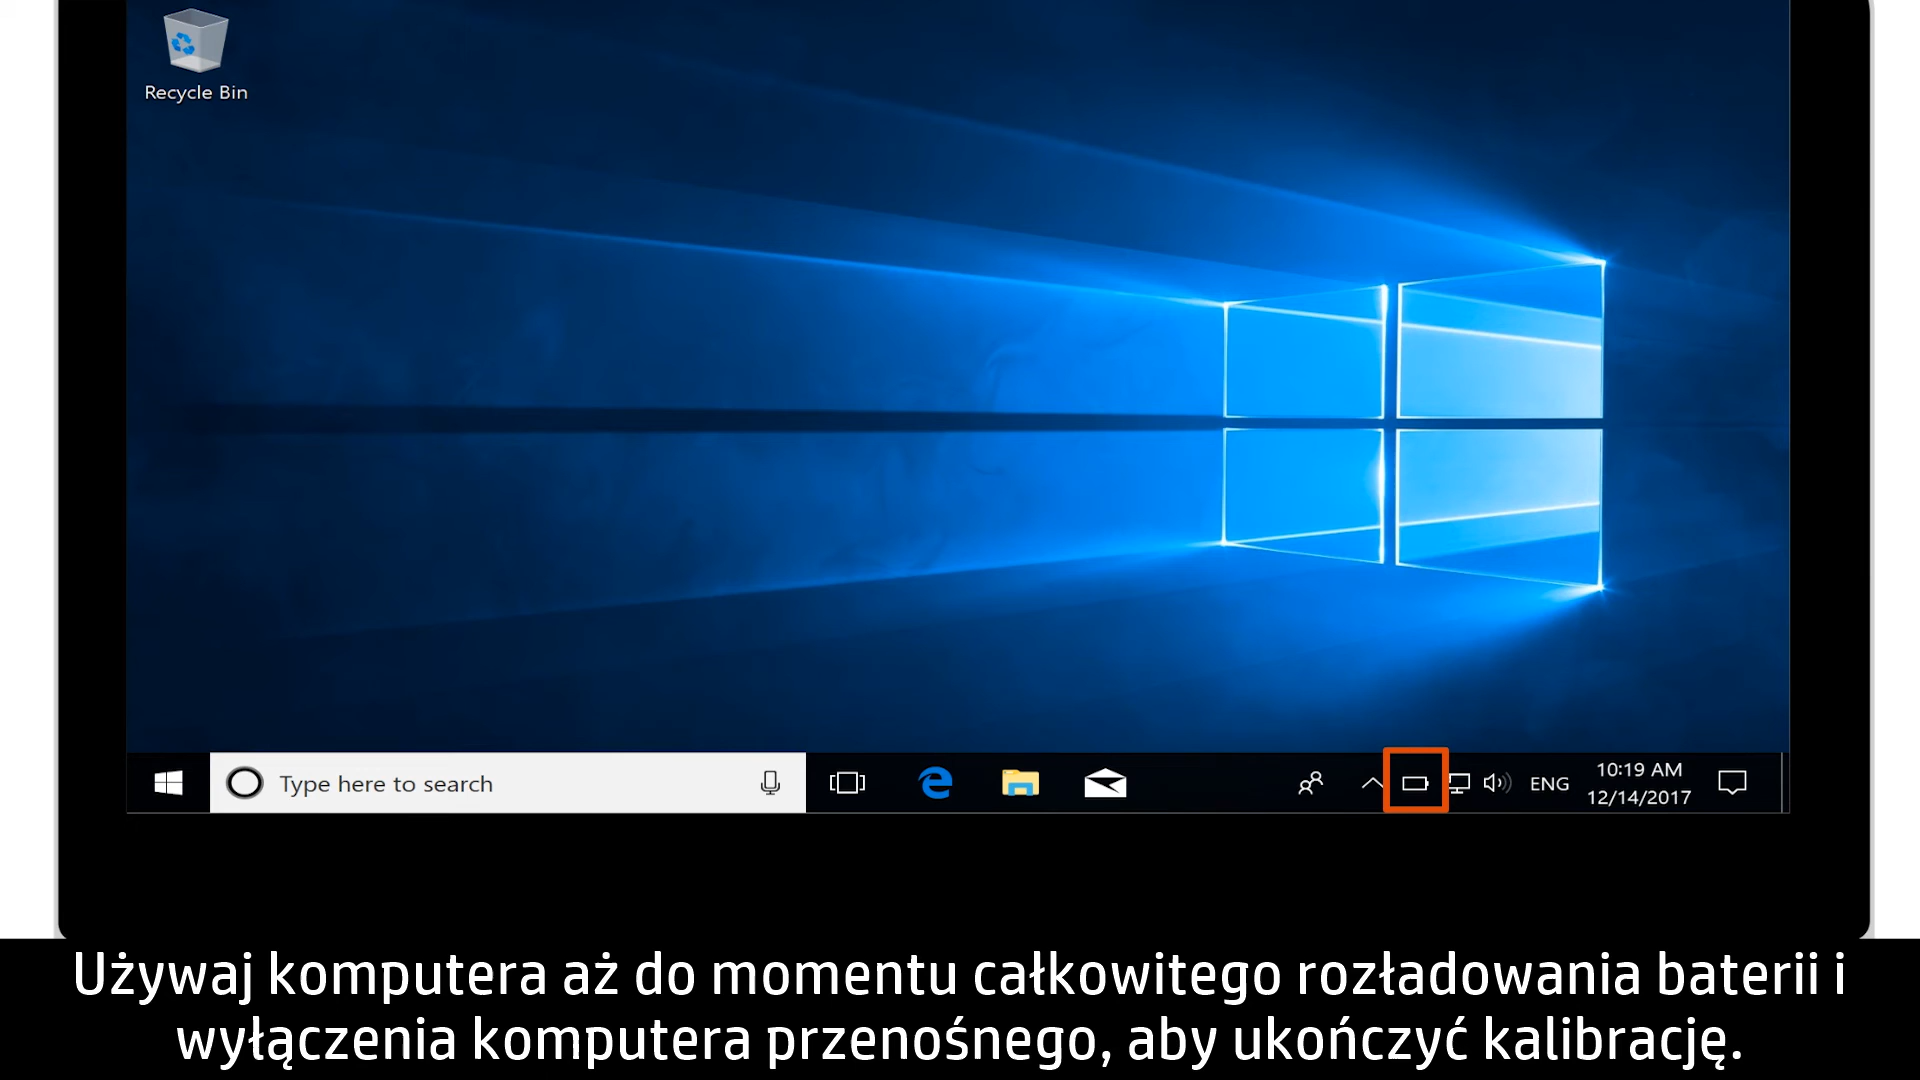 Recycle Bin
Type here to search
ENG
10:19 AM
12/14/2017
Używaj komputera aż do momentu całkowitego rozładowania baterii i
wyłączenia komputera przenośnego, aby ukończyć kalibrację.